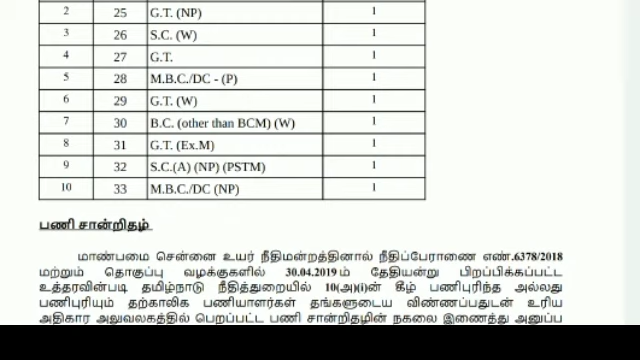 2 25 G.T. (NP) 1
3 26 S.C. (W) 1
4 27 G.T. 1
5 28 M.B.C./DC - (P) 1
6 29 G.T. (W) 1
7 30 B.C. (other than BCM) (W) 1
8 31 G.T. (Ex.M) 1
9 32 S.C.(A) (NP) (PSTM) 1
10 33 M.B.C./DC (NP) 1
பணி சான்றிதழ்
மாண்பமை சென்னை உயர் நீதிமன்றத்தினால் நீதிப்பேராணை எண்.6378/2018
மற்றும் தொகுப்பு வழக்குகளில் 30.04.2019ம் தேதியன்று பிறப்பிக்கப்பட்ட
உத்தரவின்படி தமிழ்நாடு நீதித்துறையில் 10(அ)(i)ன் கீழ் பணிபுரிந்த அல்லது
பணிபுரியும் தற்காலிக பணியாளர்கள் தங்களுடைய விண்ணப்பதுடன் உரிய
அதிகார அலுவலகத்தில் பெறப்பட்ட பணி சான்றிதழின் நகலை இணைத்து அனுப்ப